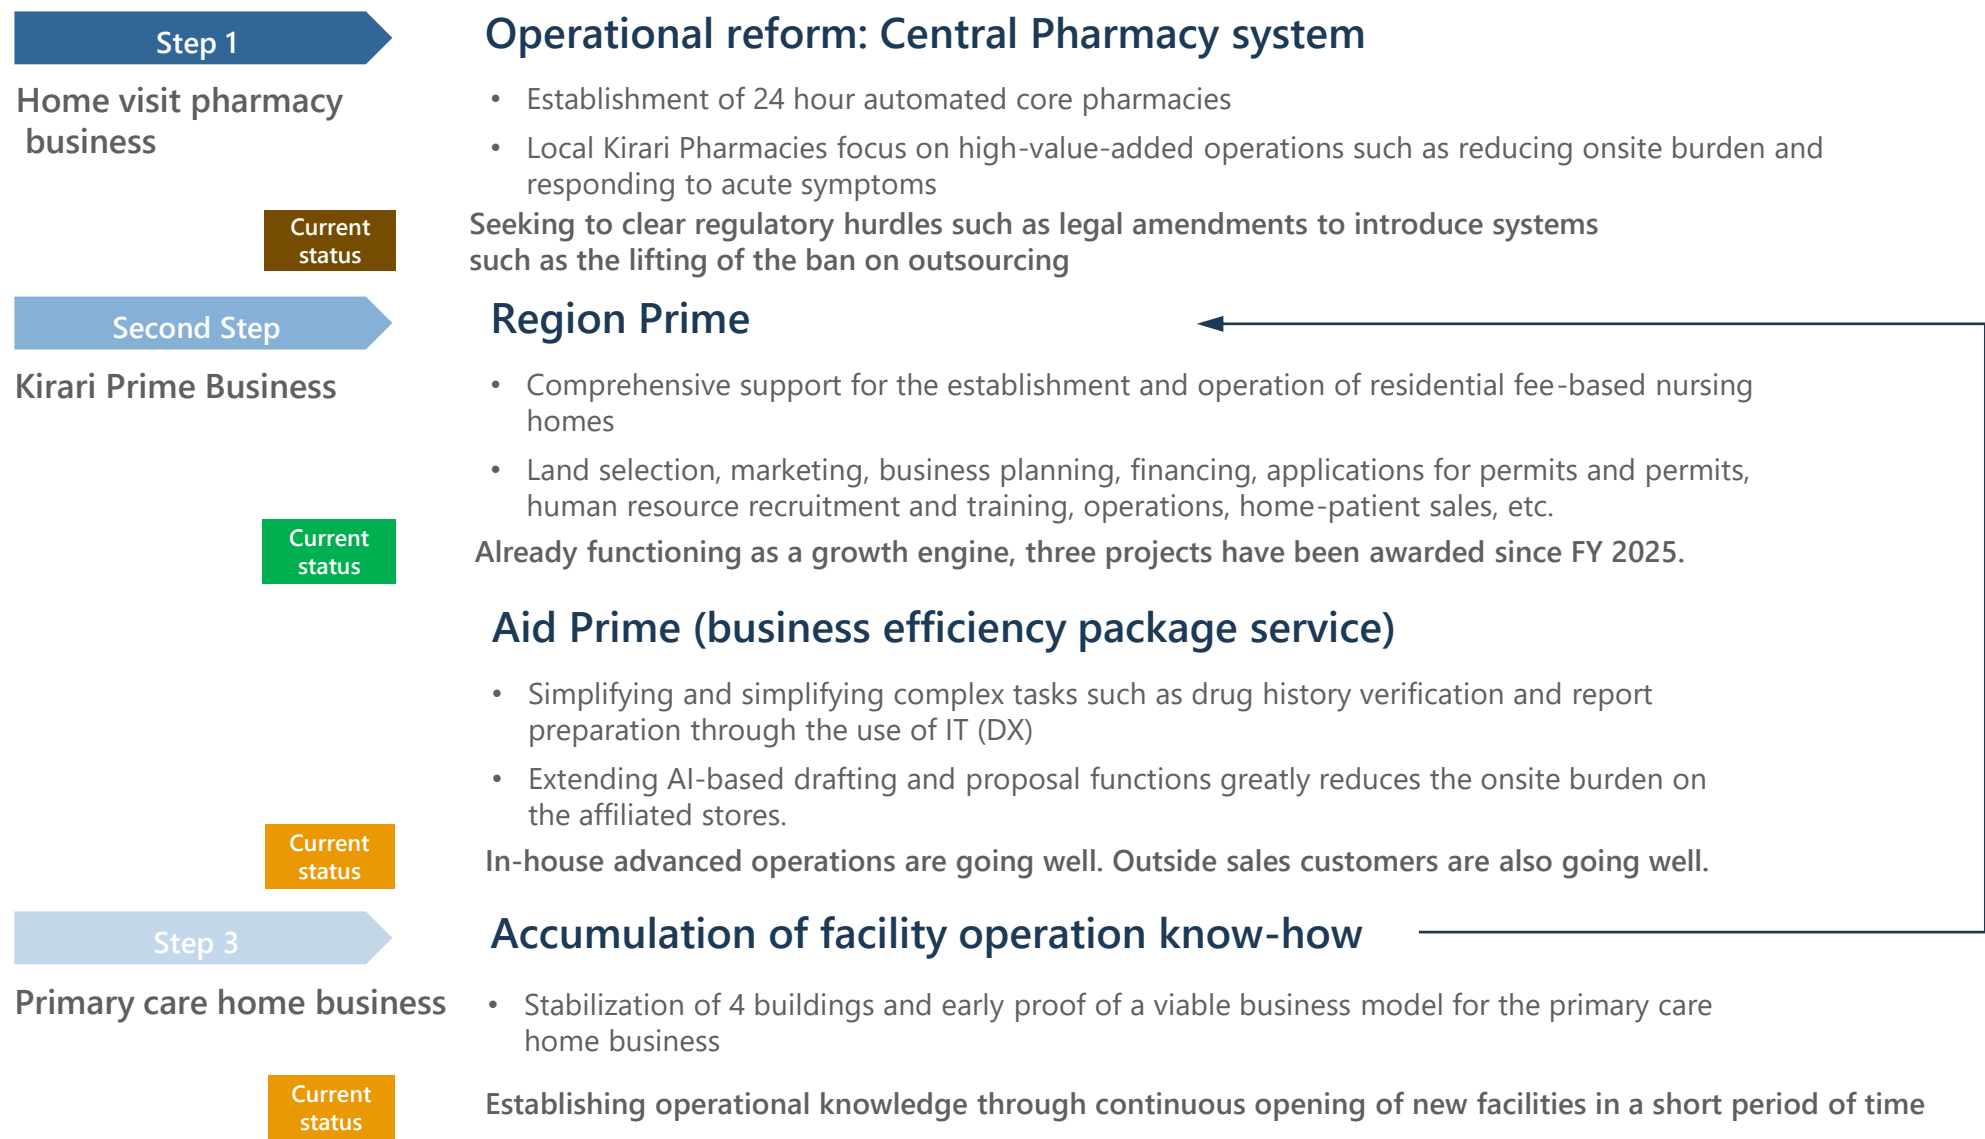 Step 1
Operational reform: Central Pharmacy system
Home visit pharmacy
business
• Establishment of 24 hour automated core pharmacies
• Local Kirari Pharmacies focus on high-value-added operations such as reducing onsite burden and
responding to acute symptoms
Current
status
Seeking to clear regulatory hurdles such as legal amendments to introduce systems
such as the lifting of the ban on outsourcing
Second Step
Region Prime
Kirari Prime Business
• Comprehensive support for the establishment and operation of residential fee-based nursing
homes
• Land selection, marketing, business planning, financing, applications for permits and permits,
human resource recruitment and training, operations, home-patient sales, etc.
Current
status
Already functioning as a growth engine, three projects have been awarded since FY 2025.
Aid Prime (business efficiency package service)
• Simplifying and simplifying complex tasks such as drug history verification and report
preparation through the use of IT (DX)
• Extending AI-based drafting and proposal functions greatly reduces the onsite burden on
the affiliated stores.
Current
status
In-house advanced operations are going well. Outside sales customers are also going well.
Step 3
Accumulation of facility operation know-how
Primary care home business
• Stabilization of 4 buildings and early proof of a viable business model for the primary care
home business
Current
status
Establishing operational knowledge through continuous opening of new facilities in a short period of time